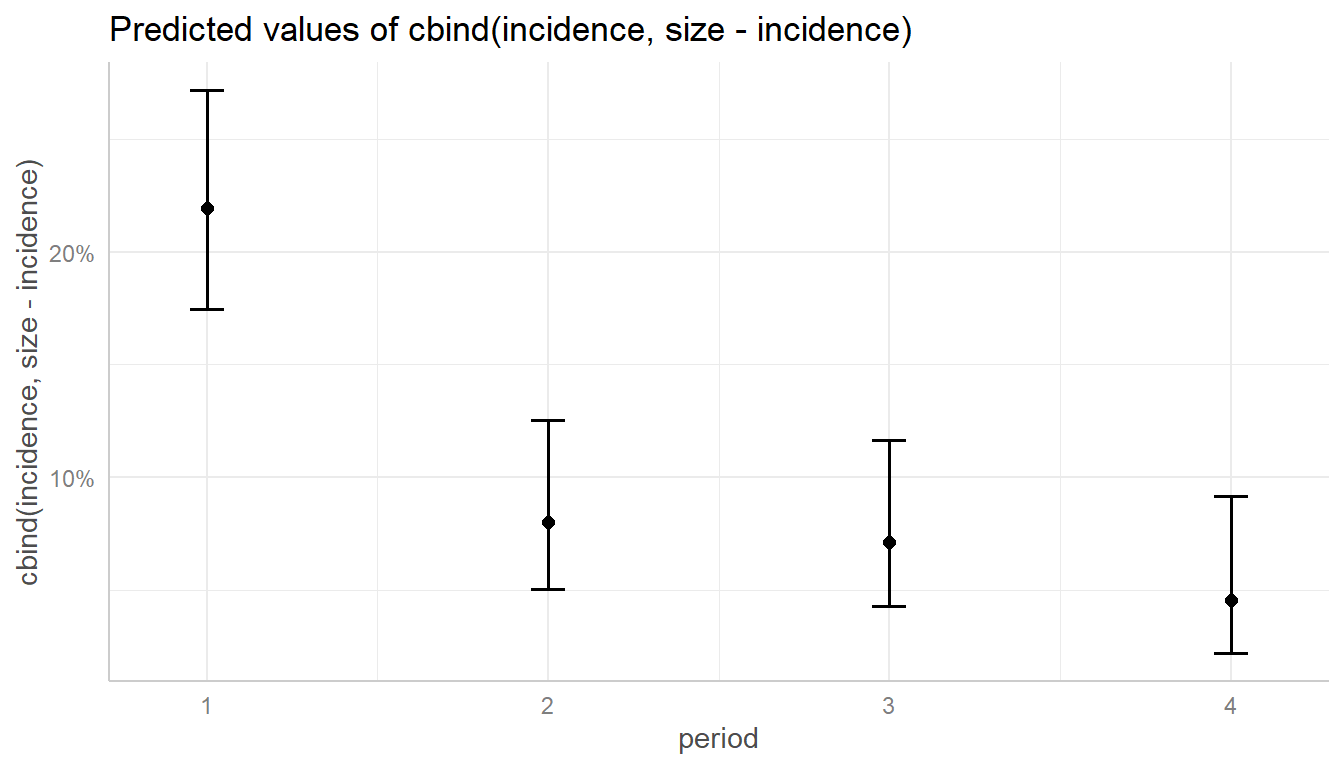 Predicted values of cbind(incidence, size - incidence)
cbind(incidence, size - incidence)
20%
10%
1 2 3 4
period